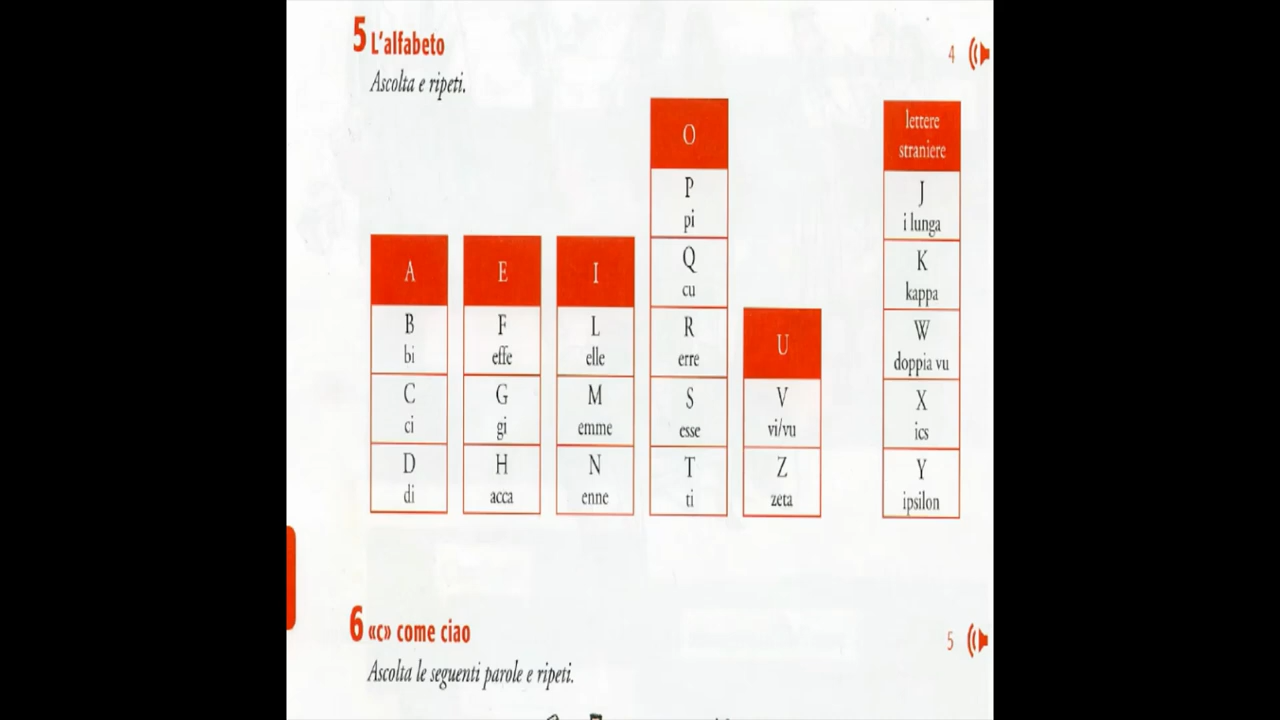 5 L'alfabeto
4
Ascolta e ripeti.
A
B
bi
C
ci
D
di
E
F
effe
G
gi
H
acca
I
L
elle
M
emme
N
enne
O
P
pi
Q
cu
R
erre
S
esse
T
ti
U
V
vi/vu
Z
zeta
lettere
straniere
J
i lunga
K
kappa
W
doppia vu
X
ics
Y
ipsilon
6 «c» come ciao
5
Ascolta le seguenti parole e ripeti.